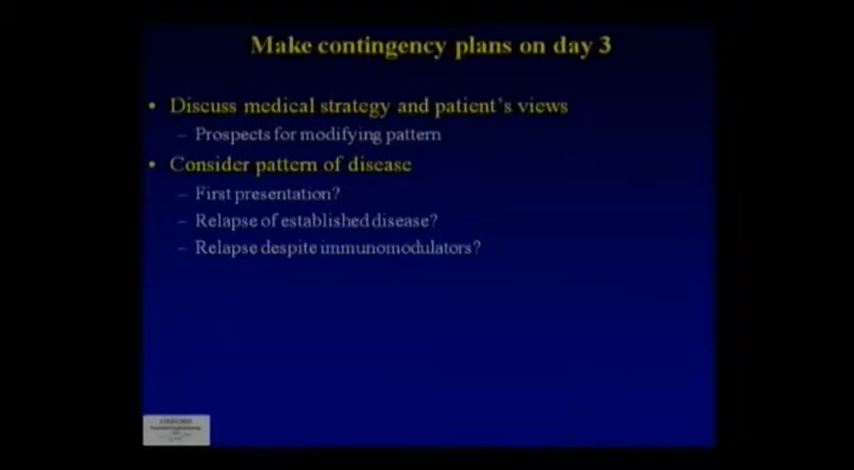 Make contingency plans on day 3
• Discuss medical strategy and patient's views
– Prospects for modifying pattern
• Consider pattern of disease
– First presentation?
– Relapse of established disease?
– Relapse despite immunomodulators?